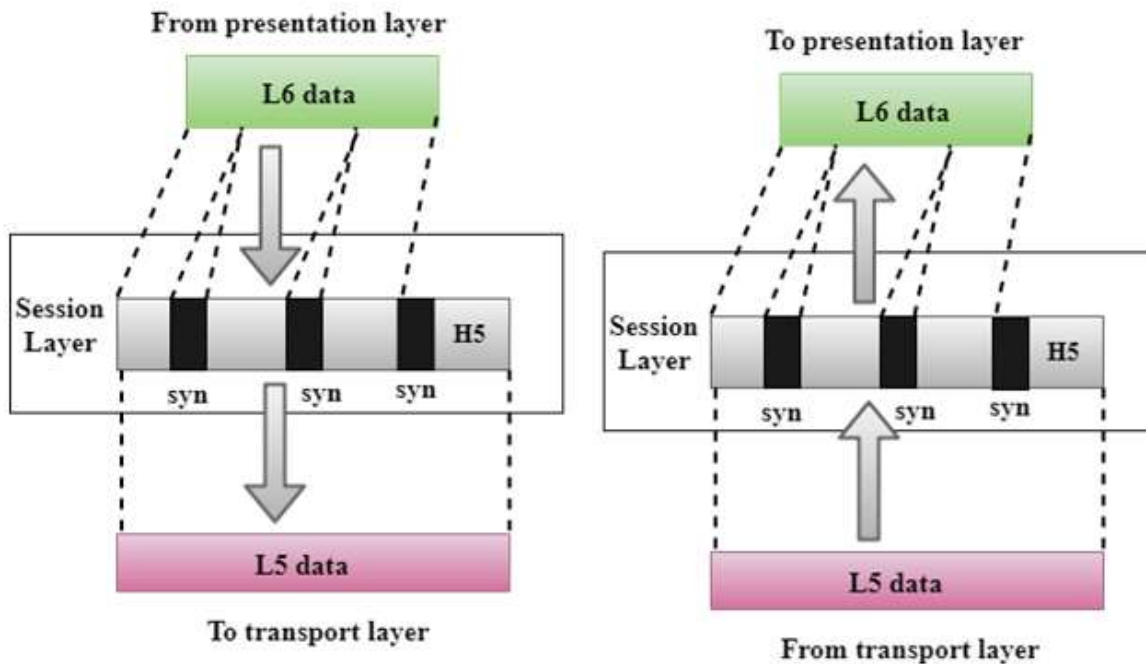 From presentation layer
L6 data
Session
Layer
H5
syn syn syn
L5 data
To transport layer
To presentation layer
L6 data
Session
Layer
H5
syn syn syn
L5 data
From transport layer